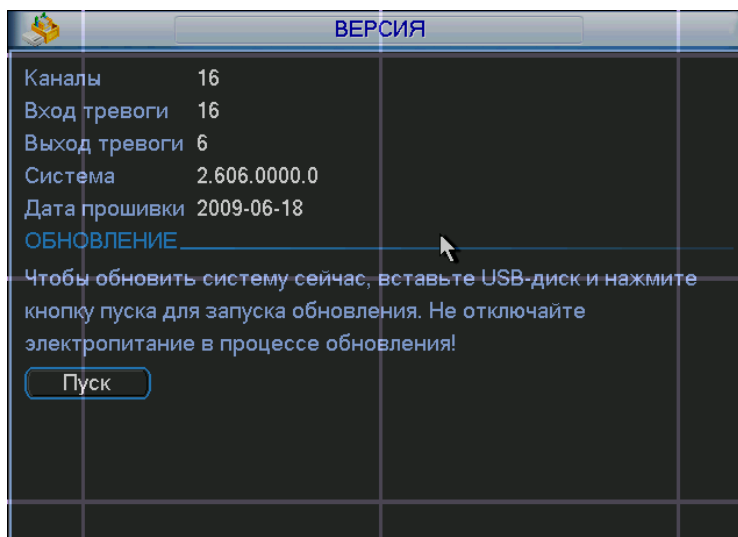 ВЕРСИЯ
Каналы 16
Вход тревоги 16
Выход тревоги 6
Система 2.606.0000.0
Дата прошивки 2009-06-18
ОБНОВЛЕНИЕ
Чтобы обновить систему сейчас, вставьте USB-диск и нажмите
кнопку пуска для запуска обновления. Не отключайте
электропитание в процессе обновления!
Пуск